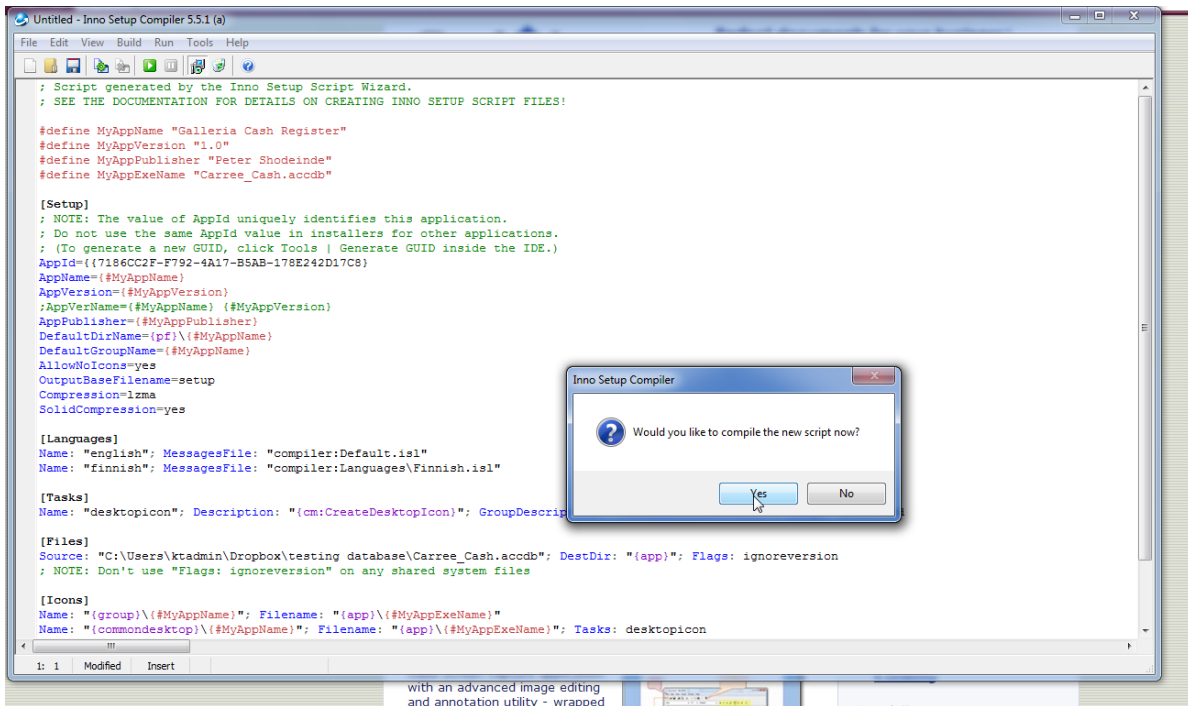 Untitled - Inno Setup Compiler 5.5.1 (a)
File Edit View Build Run Tools Help
; Script generated by the Inno Setup Script Wizard.
; SEE THE DOCUMENTATION FOR DETAILS ON CREATING INNO SETUP SCRIPT FILES!
#define MyAppName "Galleria Cash Register"
#define MyAppVersion "1.0"
#define MyAppPublisher "Peter Shodeinde"
#define MyAppExeName "Carree_Cash.accdb"
[Setup]
; NOTE: The value of AppId uniquely identifies this application.
; Do not use the same AppId value in installers for other applications.
; (To generate a new GUID, click Tools | Generate GUID inside the IDE.)
AppId={{7186CC2F-F792-4A17-B5AB-178E242D17C8}
AppName={#MyAppName}
AppVersion={#MyAppVersion}
;AppVerName={#MyAppName} {#MyAppVersion}
AppPublisher={#MyAppPublisher}
DefaultDirName={pf}\{#MyAppName}
DefaultGroupName={#MyAppName}
AllowNoIcons=yes
OutputBaseFilename=setup
Compression=lzma
SolidCompression=yes
[Languages]
Name: "english"; MessagesFile: "compiler:Default.isl"
Name: "finnish"; MessagesFile: "compiler:Languages\Finnish.isl"
[Tasks]
Name: "desktopicon"; Description: "{cm:CreateDesktopIcon}"; GroupDescrip
[Files]
Source: "C:\Users\ktadmin\Dropbox\testing database\Carree_Cash.accdb"; DestDir: "{app}"; Flags: ignoreversion
; NOTE: Don't use "Flags: ignoreversion" on any shared system files
[Icons]
Name: "{group}\{#MyAppName}"; Filename: "{app}\{#MyAppExeName}"
Name: "{commondesktop}\{#MyAppName}"; Filename: "{app}\{#MyAppExeName}"; Tasks: desktopicon
Inno Setup Compiler
Would you like to compile the new script now?
Yes No
1: 1 Modified Insert
with an advanced image editing
and annotation utility - wrapped